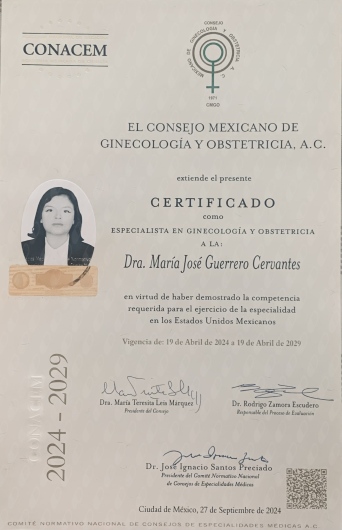 CONACEM
CONSEJO MEXICANO DE GINECOLOGÍA Y OBSTETRICIA A.C.
1971
CMGO
EL CONSEJO MEXICANO DE
GINECOLOGÍA Y OBSTETRICIA, A.C.
extiende el presente
CERTIFICADO
como
ESPECIALISTA EN GINECOLOGÍA Y OBSTETRICIA
A LA:
Dra. María José Guerrero Cervantes
en virtud de haber demostrado la competencia
requerida para el ejercicio de la especialidad
en los Estados Unidos Mexicanos
Vigencia de: 19 de Abril de 2024 a 19 de Abril de 2029
Dra. María Teresita Leis Márquez
Presidente del Consejo
Dr. Rodrigo Zamora Escudero
Responsable del Proceso de Evaluación
CONACEM
2024 - 2029
Dr. José Ignacio Santos Preciado
Presidente del Comité Normativo Nacional
de Consejos de Especialidades Médicas
Ciudad de México, 27 de Septiembre de 2024
COMITÉ NORMATIVO NACIONAL DE CONSEJOS DE ESPECIALIDADES MÉDICAS A.C.